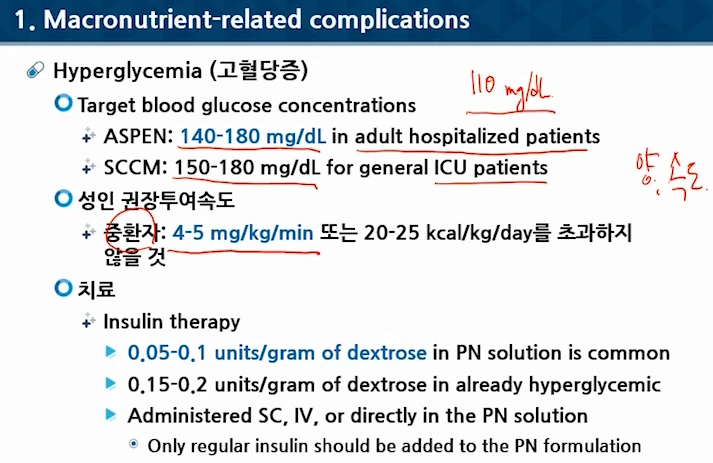 1. Macronutrient-related complications
Hyperglycemia (고혈당증)
110 mg/dL
Target blood glucose concentrations
ASPEN: 140-180 mg/dL in adult hospitalized patients
SCCM: 150-180 mg/dL for general ICU patients
양. 속도.
성인 권장투여속도
중환자: 4-5 mg/kg/min 또는 20-25 kcal/kg/day를 초과하지
않을 것
치료
Insulin therapy
0.05-0.1 units/gram of dextrose in PN solution is common
0.15-0.2 units/gram of dextrose in already hyperglycemic
Administered SC, IV, or directly in the PN solution
Only regular insulin should be added to the PN formulation